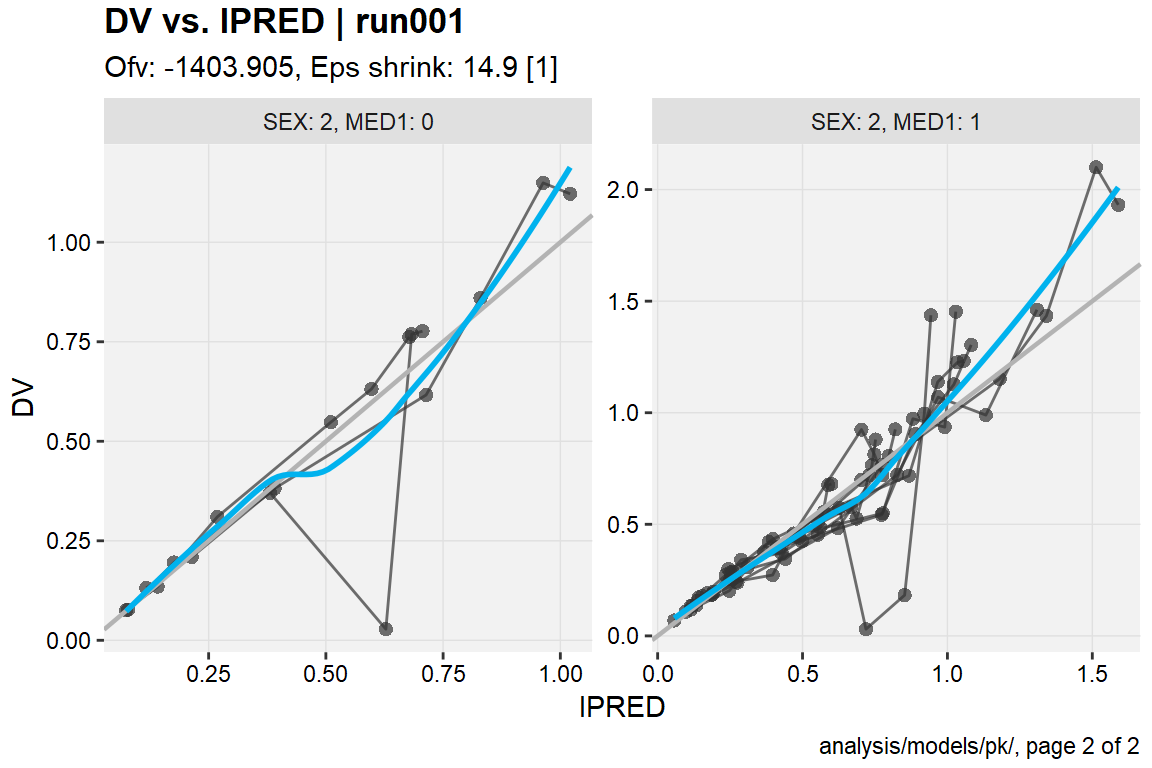 DV vs. IPRED | run001
Ofv: -1403.905, Eps shrink: 14.9 [1]
SEX: 2, MED1: 0
SEX: 2, MED1: 1
DV
1.00
0.75
0.50
0.25
0.00
2.0
1.5
1.0
0.5
0.0
0.25 0.50 0.75 1.00
0.0 0.5 1.0 1.5
IPRED
analysis/models/pk/, page 2 of 2